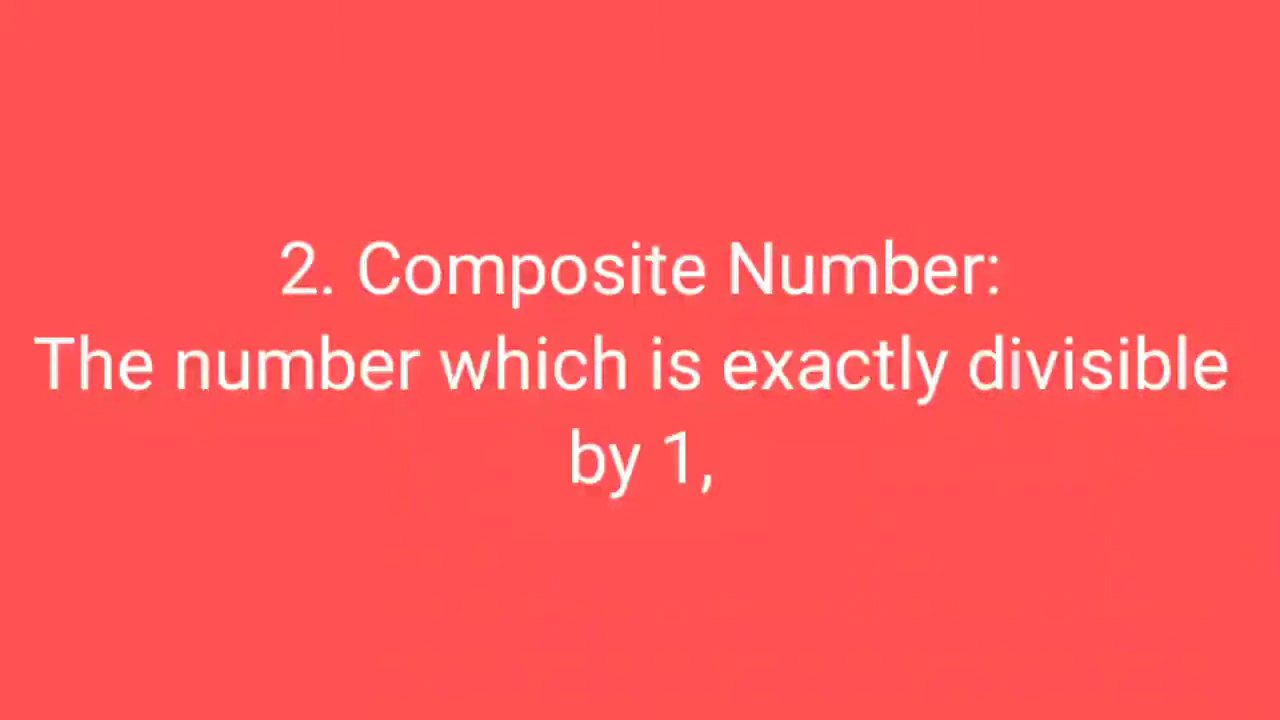 2. Composite Number:
The number which is exactly divisible
by 1,